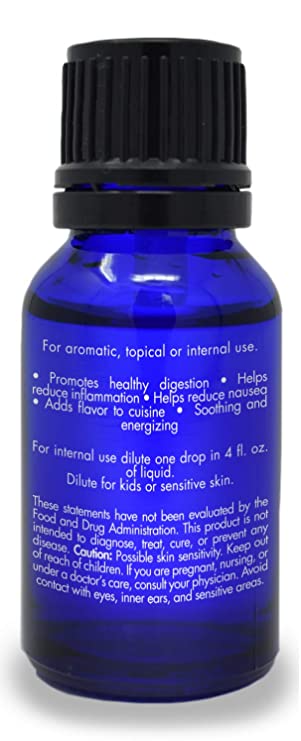 For aromatic, topical or internal use.
• Promotes healthy digestion • Helps
reduce inflammation • Helps reduce nausea
• Adds flavor to cuisine • Soothing and
energizing
For internal use dilute one drop in 4 fl. oz.
of liquid.
Dilute for kids or sensitive skin.
These statements have not been evaluated by the
Food and Drug Administration. This product is not
intended to diagnose, treat, cure, or prevent any
disease. Caution: Possible skin sensitivity. Keep out
of reach of children. If you are pregnant, nursing, or
under a doctor's care, consult your physician. Avoid
contact with eyes, inner ears, and sensitive areas.